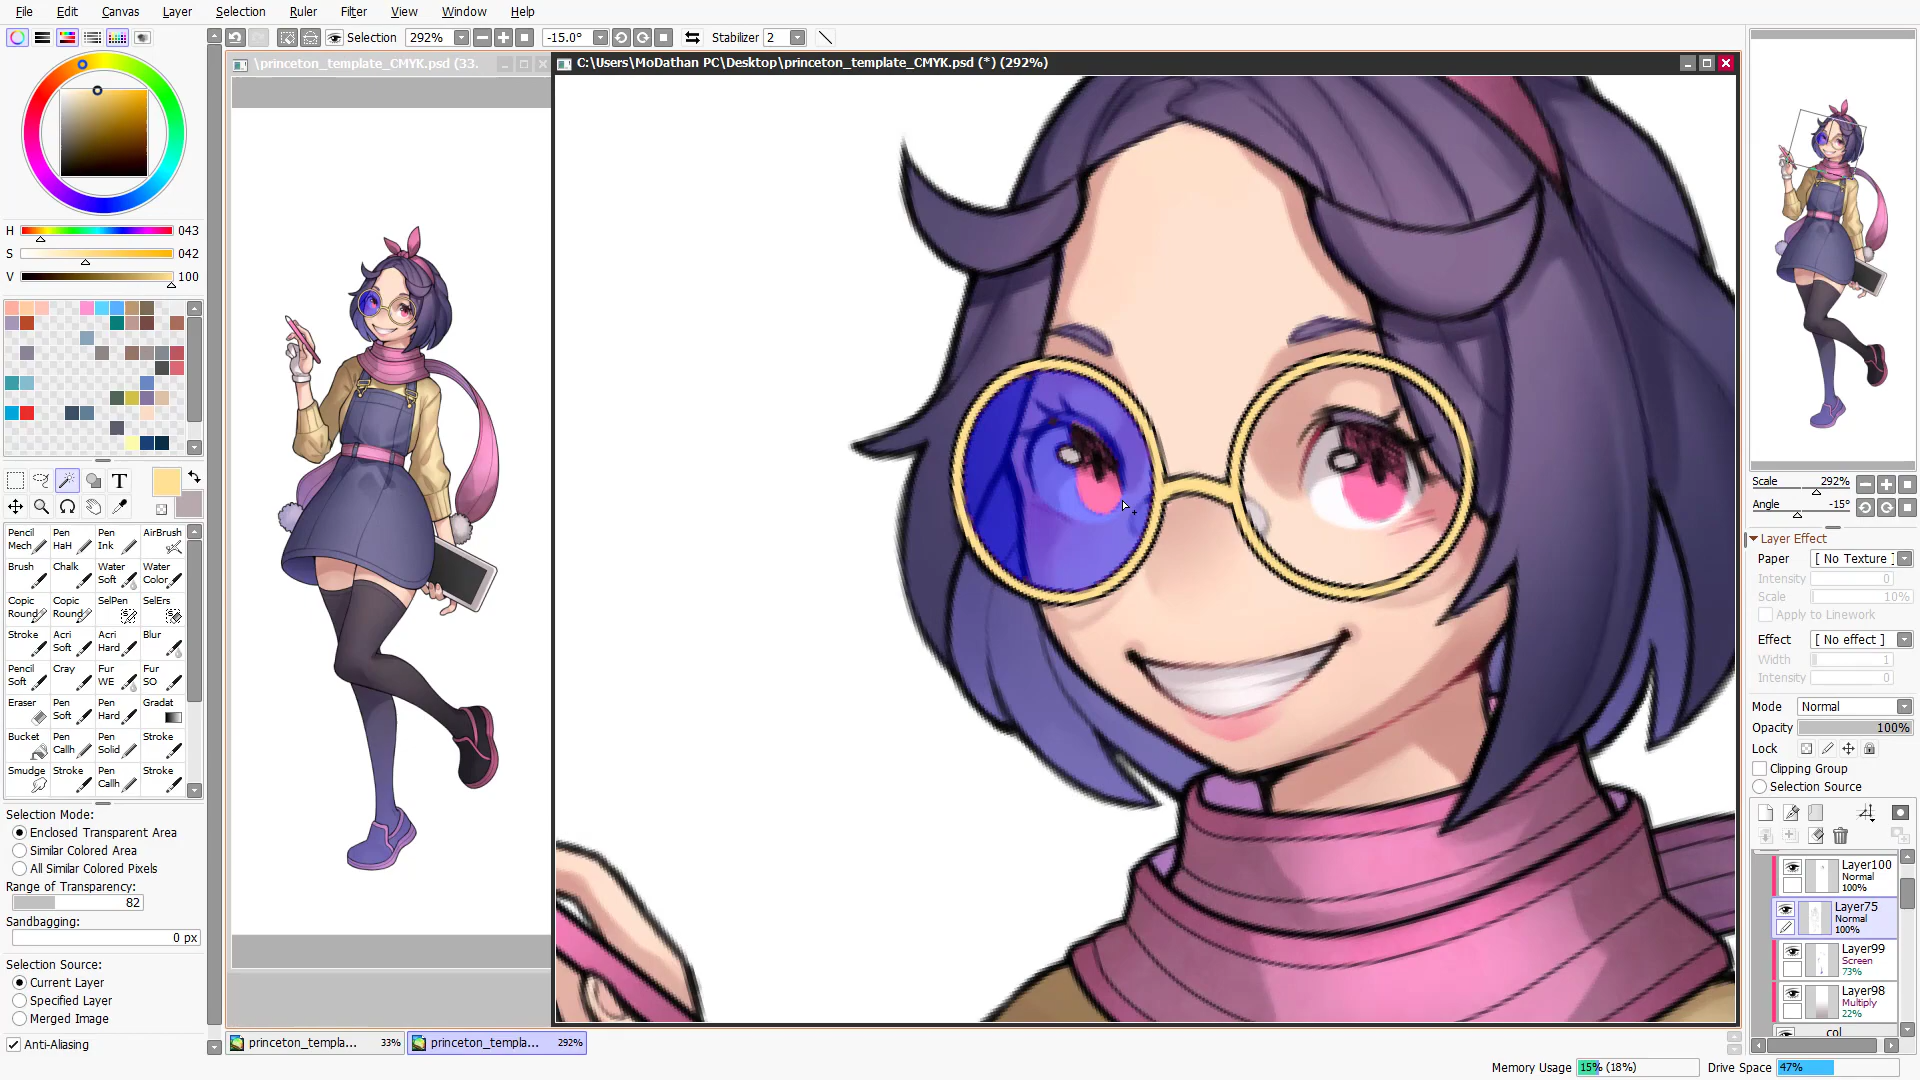 File Edit Canvas Layer Selection Ruler Filter View Window Help
Selection 292% -15.0° Stabilizer 2
\princeton_template_CMYK.psd (33.
C:\Users\MoDathan PC\Desktop\princeton_template_CMYK.psd (*) (292%)
H 043
S 042
V 100
T
Pencil Mech
Pen HaH
Pen Ink
AirBrush
Brush
Chalk
Water Soft
Water Color
Copic Round
Copic Round
SelPen
SelErs
Stroke
Acri Soft
Acri Hard
Blur
Pencil Soft
Cray
Fur WE
Fur SO
Eraser
Pen Soft
Pen Hard
Gradat
Bucket
Pen Callh
Pen Solid
Stroke
Smudge
Stroke
Pen Callh
Stroke
Selection Mode:
Enclosed Transparent Area
Similar Colored Area
All Similar Colored Pixels
Range of Transparency:
82
Sandbagging:
0 px
Selection Source:
Current Layer
Specified Layer
Merged Image
Anti-Aliasing
princeton_templa... 33%
princeton_templa... 292%
Scale 292%
Angle -15°
Layer Effect
Paper [ No Texture ]
Intensity 0
Scale 10%
Apply to Linework
Effect [ No effect ]
Width 1
Intensity 0
Mode Normal
Opacity 100%
Lock
Clipping Group
Selection Source
Layer100
Normal
100%
Layer75
Normal
100%
Layer99
Screen
73%
Layer98
Multiply
22%
col
Memory Usage 15% (18%) Drive Space 47%